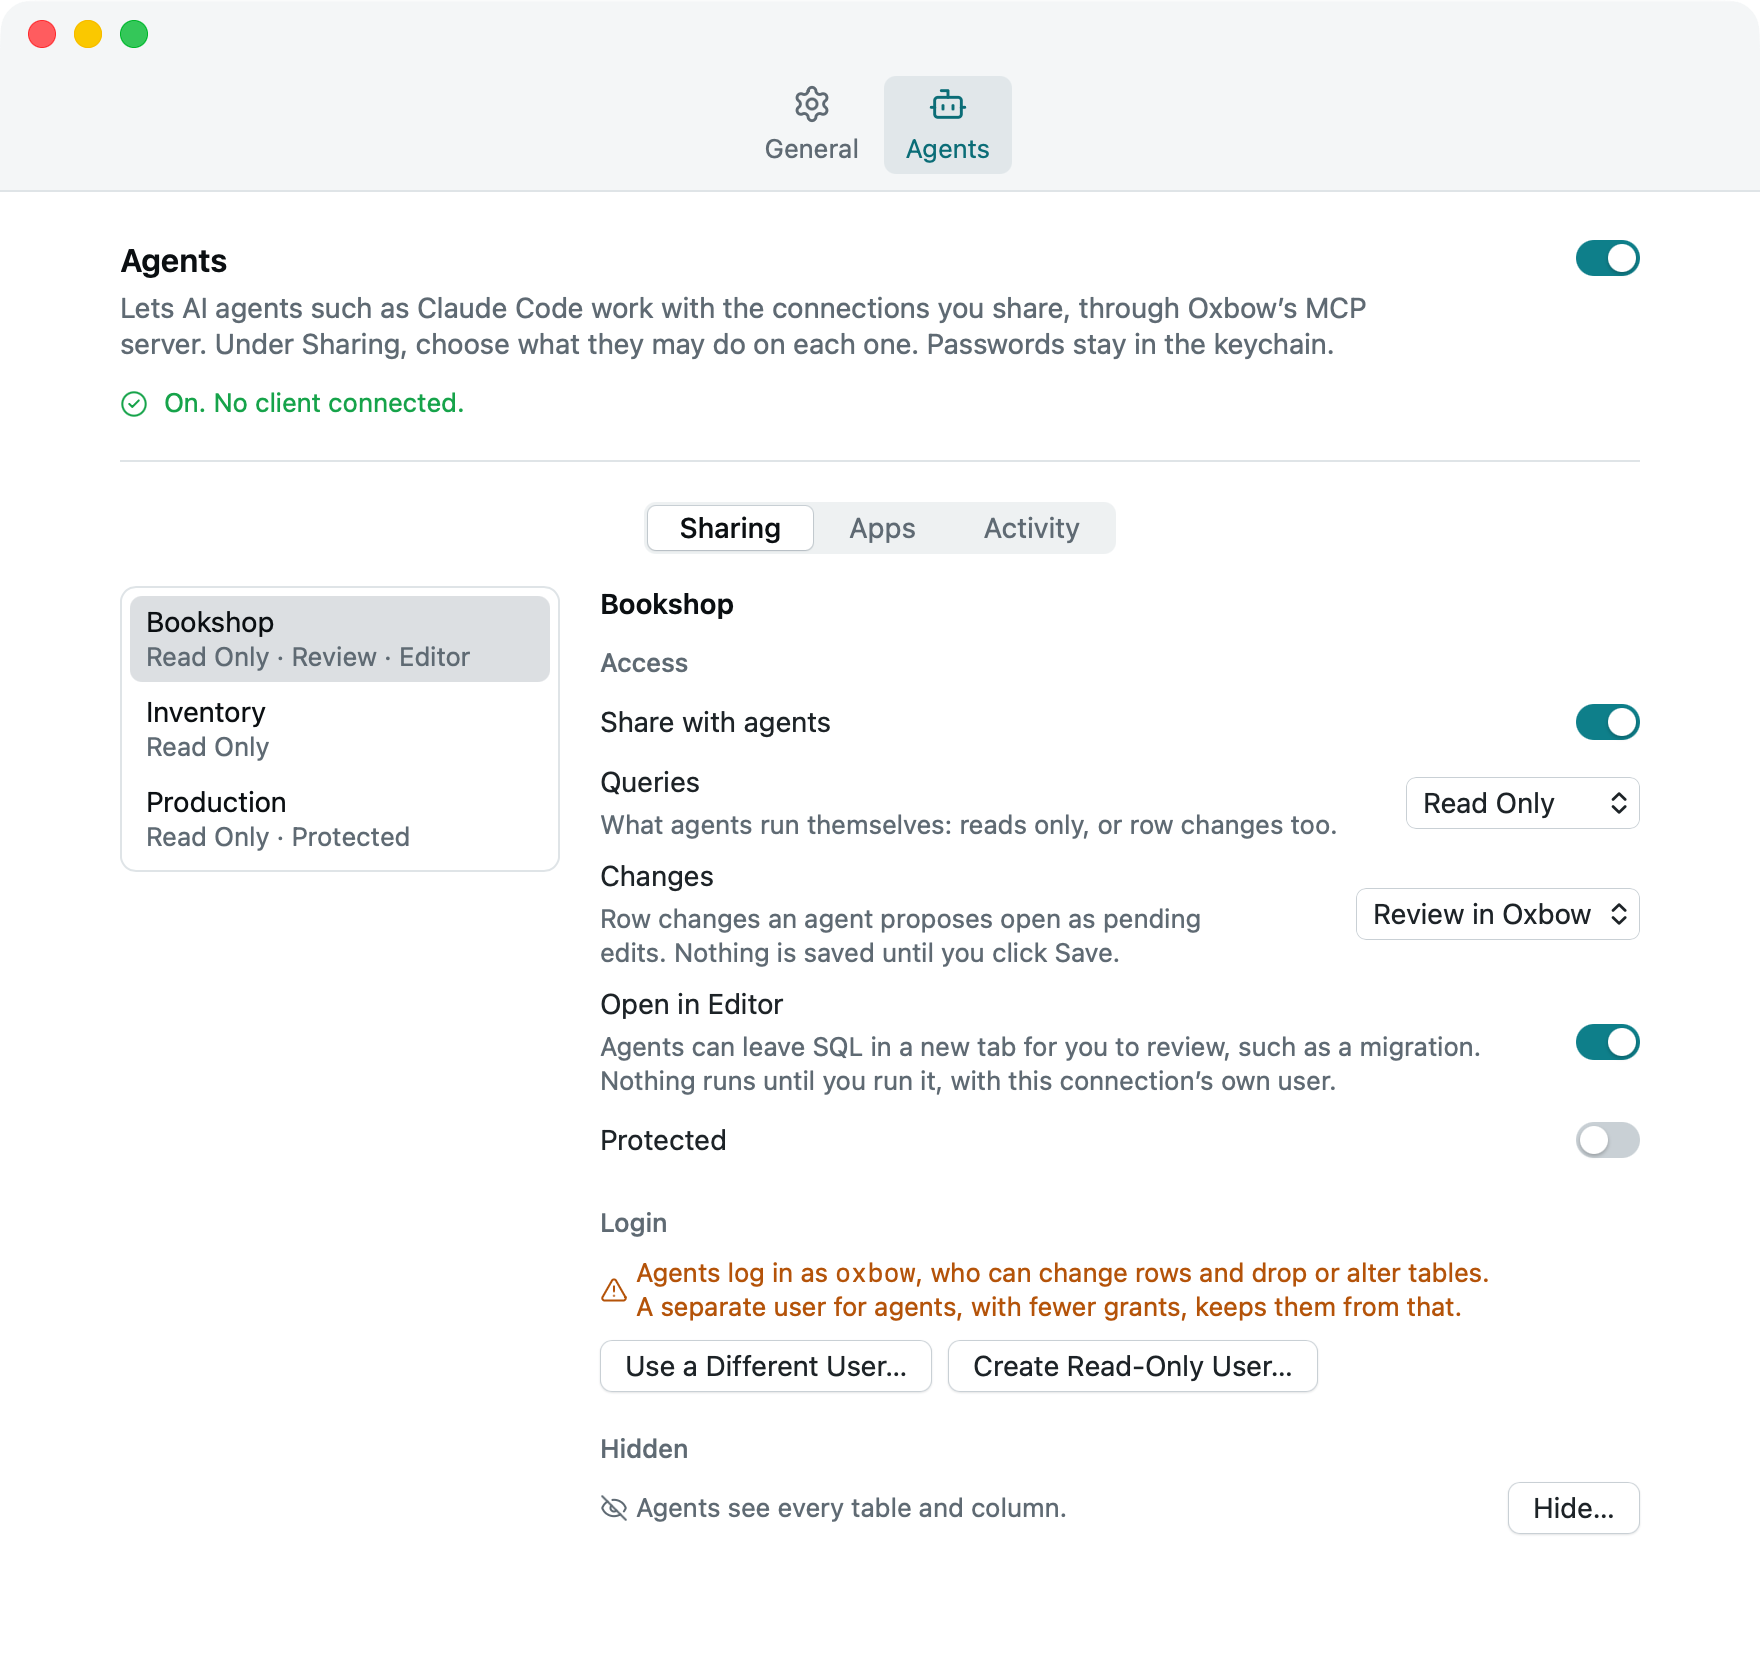 General
Agents
Agents
Lets AI agents such as Claude Code work with the connections you share, through Oxbow’s MCP
server. Under Sharing, choose what they may do on each one. Passwords stay in the keychain.
On. No client connected.
Sharing
Apps
Activity
Bookshop
Read Only · Review · Editor
Inventory
Read Only
Production
Read Only · Protected
Bookshop
Access
Share with agents
Queries
What agents run themselves: reads only, or row changes too.
Read Only
Changes
Row changes an agent proposes open as pending
edits. Nothing is saved until you click Save.
Review in Oxbow
Open in Editor
Agents can leave SQL in a new tab for you to review, such as a migration.
Nothing runs until you run it, with this connection’s own user.
Protected
Login
Agents log in as oxbow, who can change rows and drop or alter tables.
A separate user for agents, with fewer grants, keeps them from that.
Use a Different User...
Create Read-Only User...
Hidden
Agents see every table and column.
Hide...